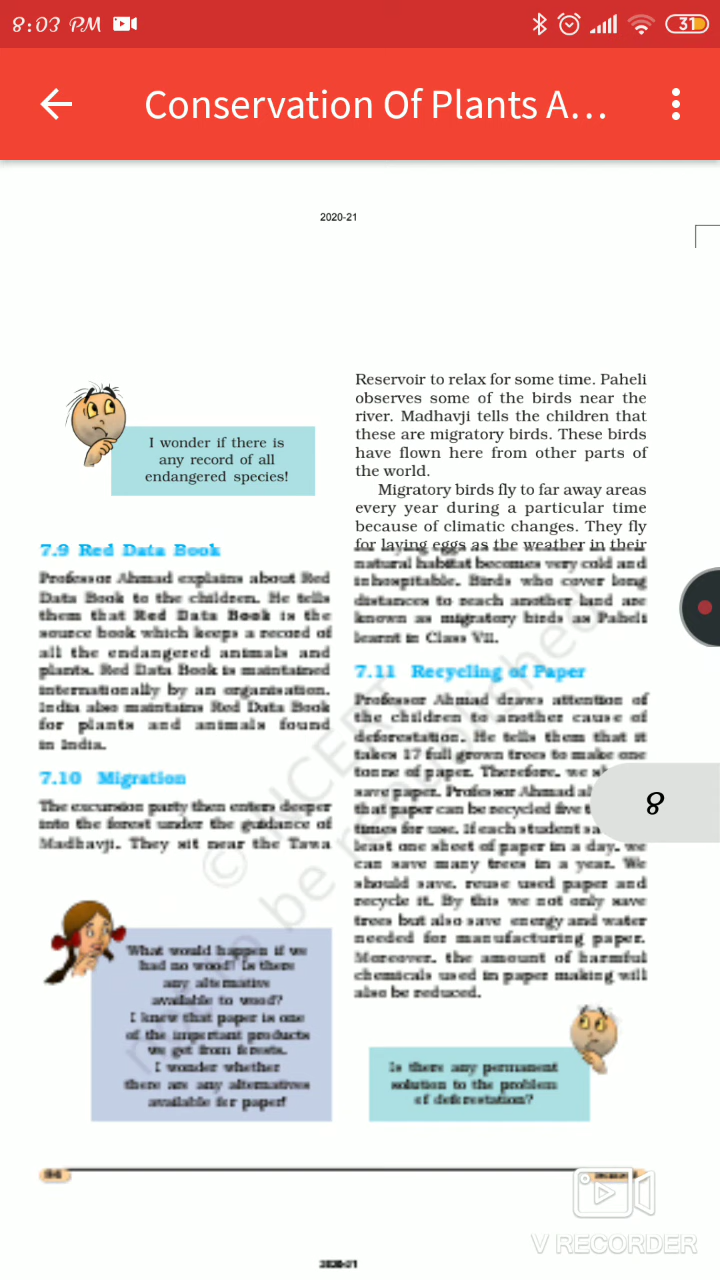 8:03 PM
31
Conservation Of Plants A...
2020-21
I wonder if there is
any record of all
endangered species!
7.9 Red Data Book
Professor Ahmad explains about Red
Data Book to the children. He tells
them that Red Data Book is the
source book which keeps a record of
all the endangered animals and
plants. Red Data Book is maintained
internationally by an organisation.
India also maintains Red Data Book
for plants and animals found
in India.
7.10 Migration
The excursion party then enters deeper
into the forest under the guidance of
Madhavji. They sit near the Tawa
What would happen if we
had no wood? Is there
any alternative
available to wood?
I know that paper is one
of the important products
we get from forests.
I wonder whether
there are any alternatives
available for paper!
Reservoir to relax for some time. Paheli
observes some of the birds near the
river. Madhavji tells the children that
these are migratory birds. These birds
have flown here from other parts of
the world.
Migratory birds fly to far away areas
every year during a particular time
because of climatic changes. They fly
for laying eggs as the weather in their
natural habitat becomes very cold and
inhospitable. Birds who cover long
distances to reach another land are
known as migratory birds as Paheli
learnt in Class VII.
7.11 Recycling of Paper
Professor Ahmad draws attention of
the children to another cause of
deforestation. He tells them that it
takes 17 full grown trees to make one
tonne of paper. Therefore, we
save paper. Professor Ahmad
that paper can be recycled five
times for use. If each student
least one sheet of paper in a day, we
can save many trees in a year. We
should save, reuse used paper and
recycle it. By this we not only save
trees but also save energy and water
needed for manufacturing paper.
Moreover, the amount of harmful
chemicals used in paper making will
also be reduced.
8
Is there any permanent
solution to the problem
of deforestation?
© NCERT
be republished
V RECORDER
2020-21